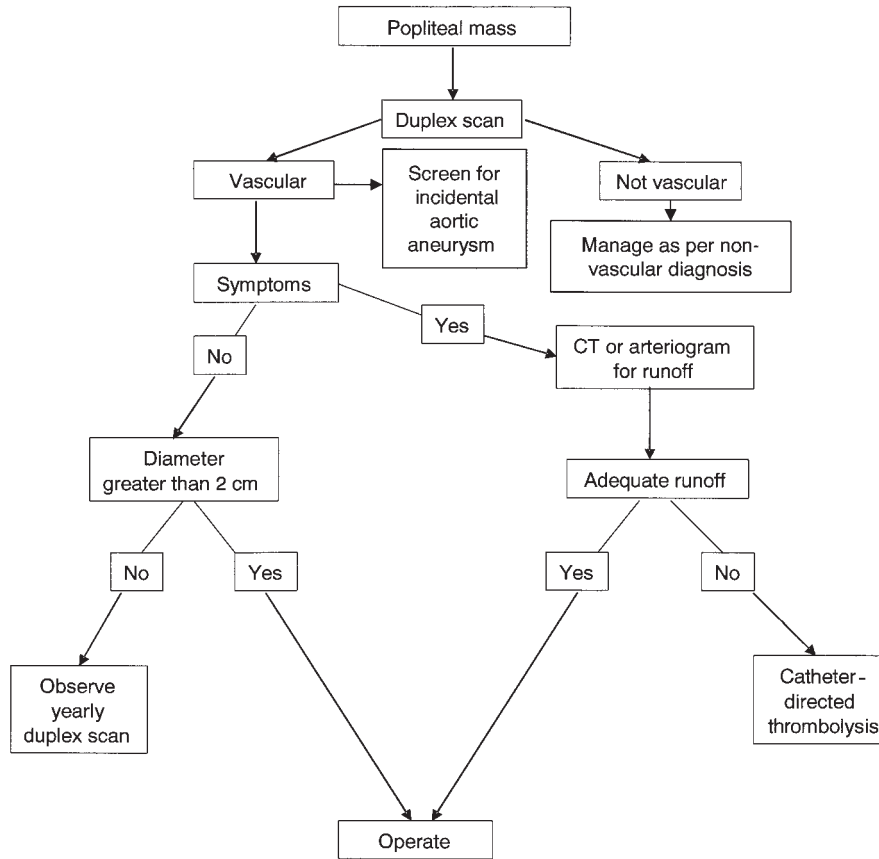 Popliteal mass
Duplex scan
Vascular
Screen for
incidental
aortic
aneurysm
Not vascular
Manage as per non-
vascular diagnosis
Symptoms
No
Yes
CT or arteriogram
for runoff
Diameter
greater than 2 cm
Adequate runoff
No
Yes
Yes
No
Observe
yearly
duplex scan
Catheter-
directed
thrombolysis
Operate